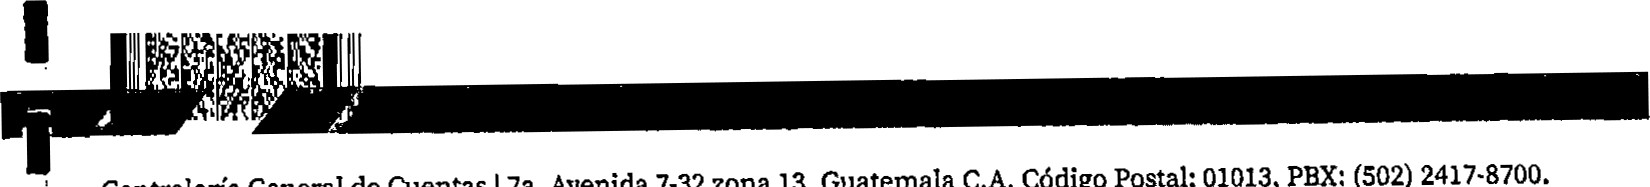 Contraloría General de Cuentas | 7a. Avenida 7-32 zona 13, Guatemala C.A. Código Postal: 01013, PBX: (502) 2417-8700.